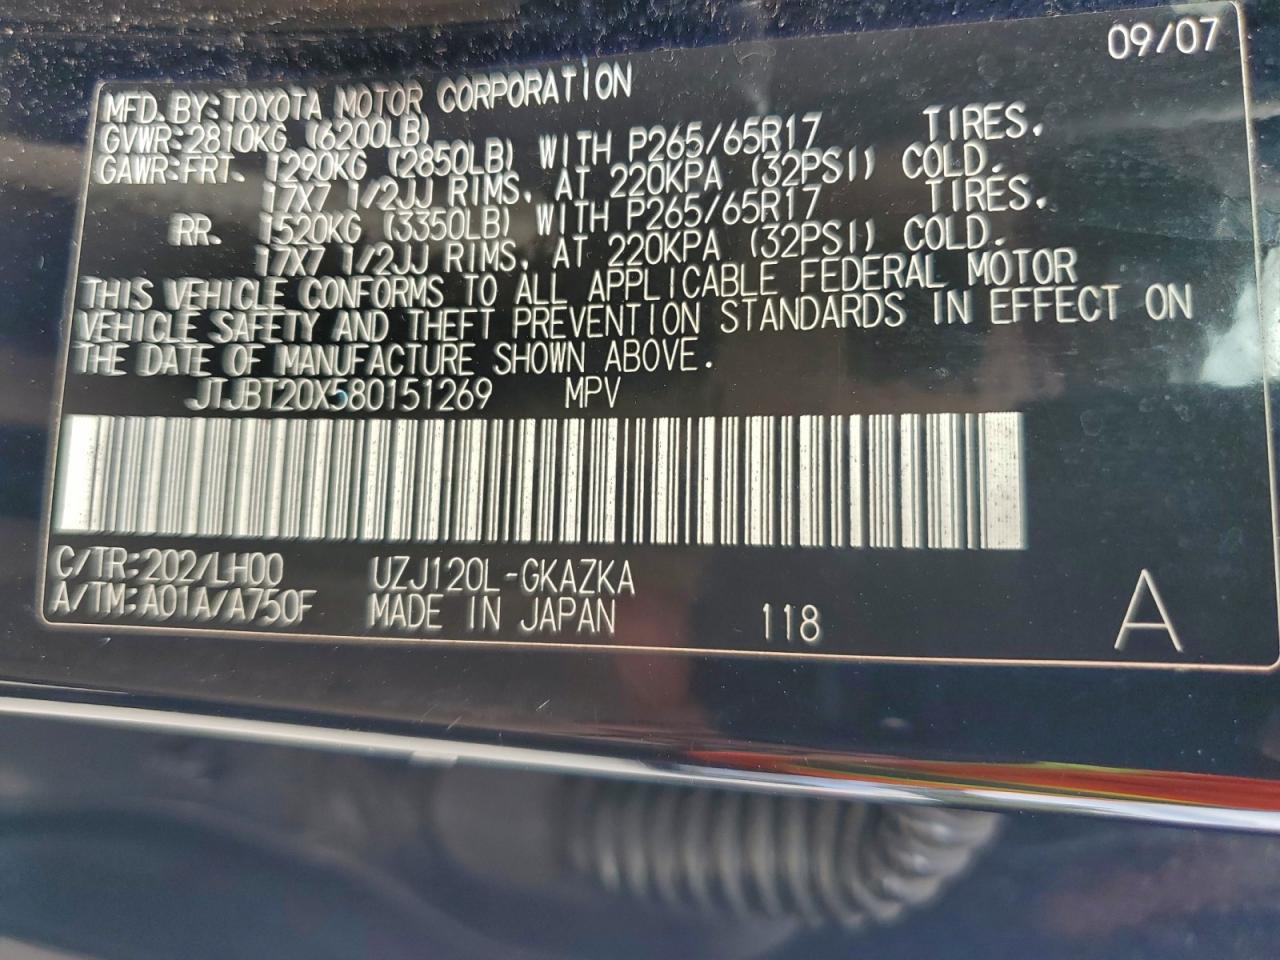 09/07
MFD. BY: TOYOTA MOTOR CORPORATION
GVWR: 2810KG (6200LB)
GAWR: FRT. 1290KG (2850LB) WITH P265/65R17 TIRES,
17X7 1/2JJ RIMS, AT 220KPA (32PSI) COLD.
RR. 1520KG (3350LB) WITH P265/65R17 TIRES,
17X7 1/2JJ RIMS, AT 220KPA (32PSI) COLD.
THIS VEHICLE CONFORMS TO ALL APPLICABLE FEDERAL MOTOR
VEHICLE SAFETY AND THEFT PREVENTION STANDARDS IN EFFECT ON
THE DATE OF MANUFACTURE SHOWN ABOVE.
JTJBT20X580151269 MPV
C/TR: 202/LH00 UZJ120L-GKAZKA
A/TM: A01A/A750F MADE IN JAPAN 118 A